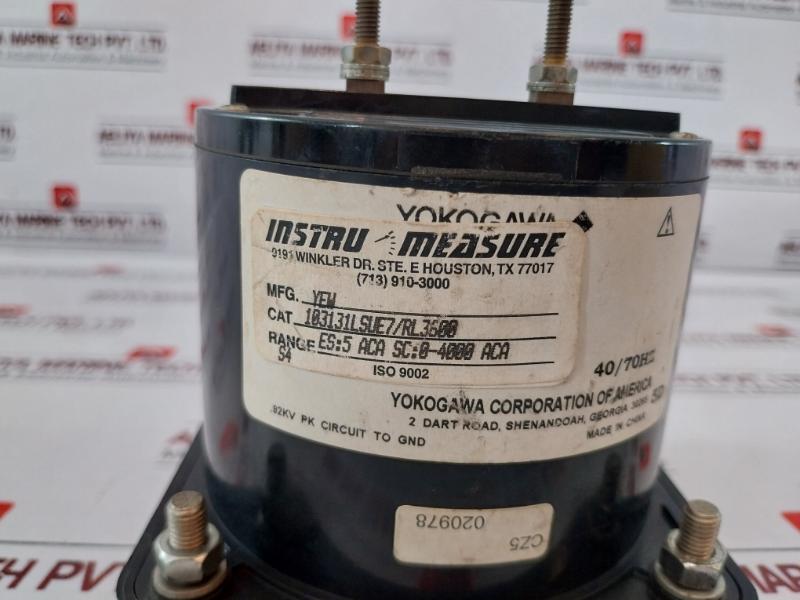 YOKOGAWA
INSTRU MEASURE
9191 WINKLER DR. STE. E HOUSTON, TX 77017
(713) 910-3000
MFG. YEW
CAT 103131LSUE7/RL3600
RANGE ES:5 ACA SC:0-4000 ACA
S4
ISO 9002
40/70HZ
YOKOGAWA CORPORATION OF AMERICA
2 DART ROAD, SHENANDOAH, GEORGIA 30265
MADE IN CHINA
.92KV PK CIRCUIT TO GND
CZ5
020978